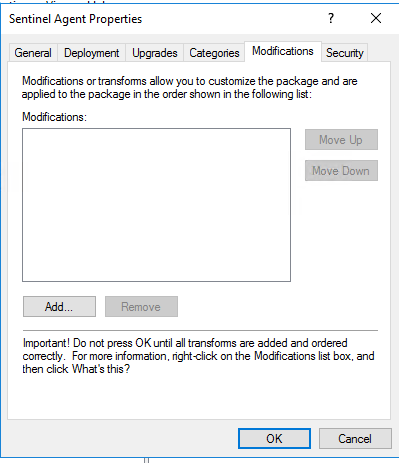 Sentinel Agent Properties
?
General Deployment Upgrades Categories Modifications Security
Modifications or transforms allow you to customize the package and are
applied to the package in the order shown in the following list:
Modifications:
Move Up
Move Down
Add... Remove
Important! Do not press OK until all transforms are added and ordered
correctly. For more information, right-click on the Modifications list box, and
then click What's this?
OK Cancel